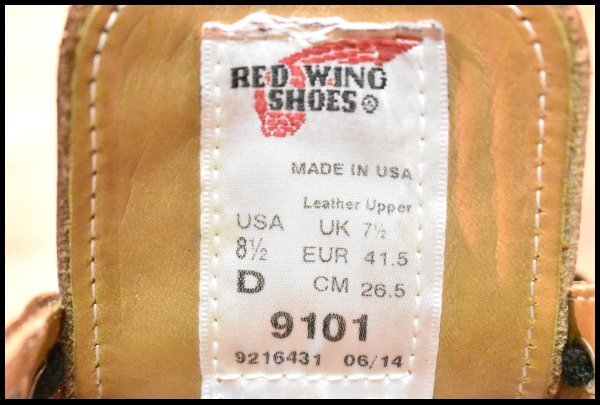 RED WING
SHOES®
MADE IN USA
Leather Upper
USA UK 7½
8½ EUR 41.5
D CM 26.5
9101
9216431 06/14